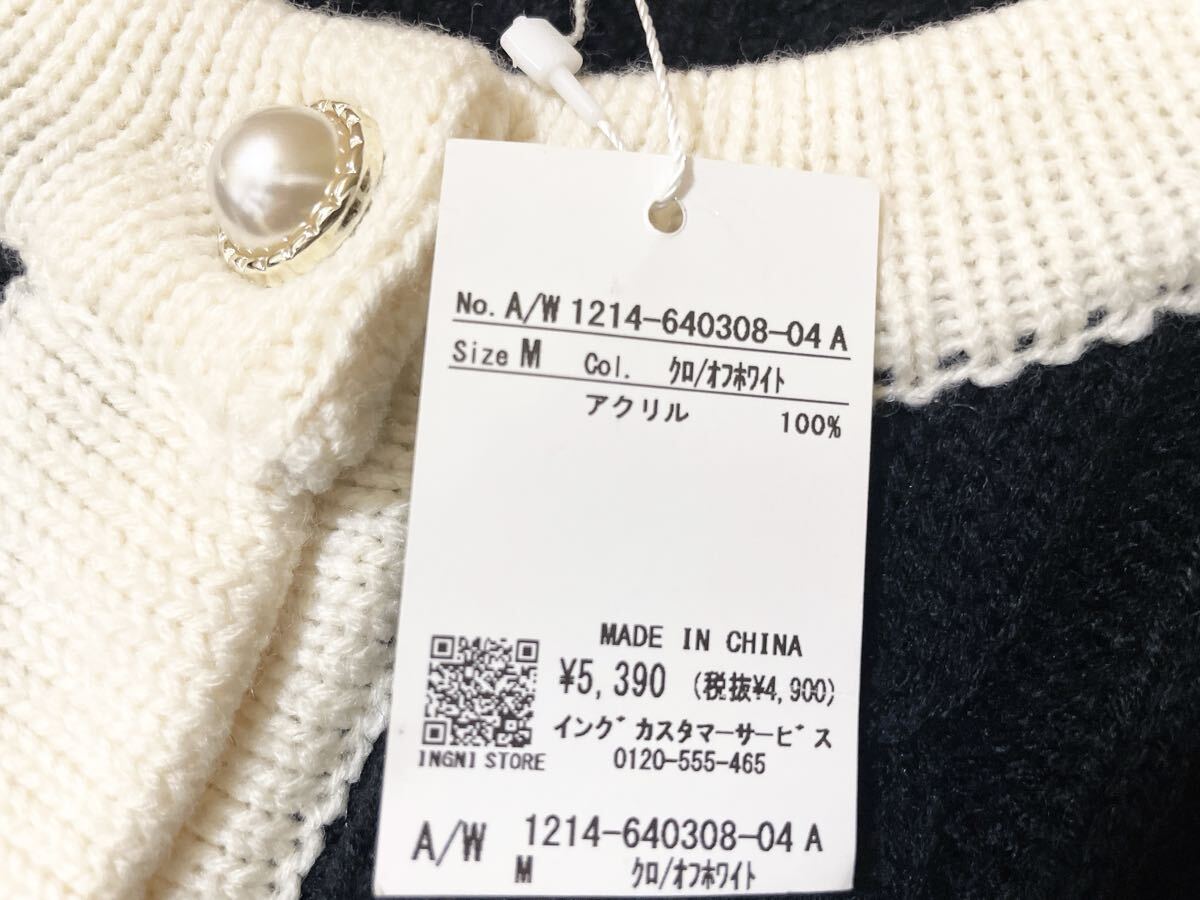 No. A/W 1214-640308-04 A
Size M Col. クロ/オフホワイト
アクリル 100%
MADE IN CHINA
¥5,390 (税抜¥4,900)
イング カスタマーサービス
0120-555-465
INGNI STORE
A/W 1214-640308-04 A
M クロ/オフホワイト